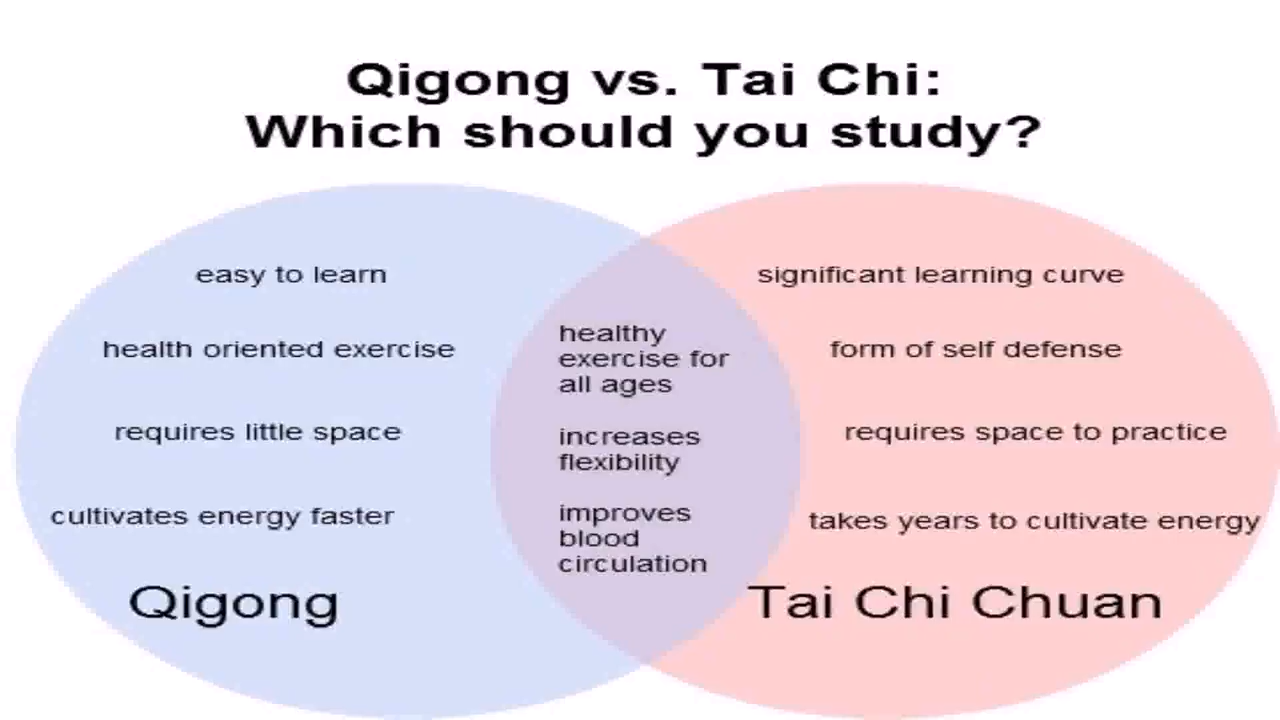 Qigong vs. Tai Chi:
Which should you study?
easy to learn
health oriented exercise
requires little space
cultivates energy faster
Qigong
healthy
exercise for
all ages
increases
flexibility
improves
blood
circulation
significant learning curve
form of self defense
requires space to practice
takes years to cultivate energy
Tai Chi Chuan